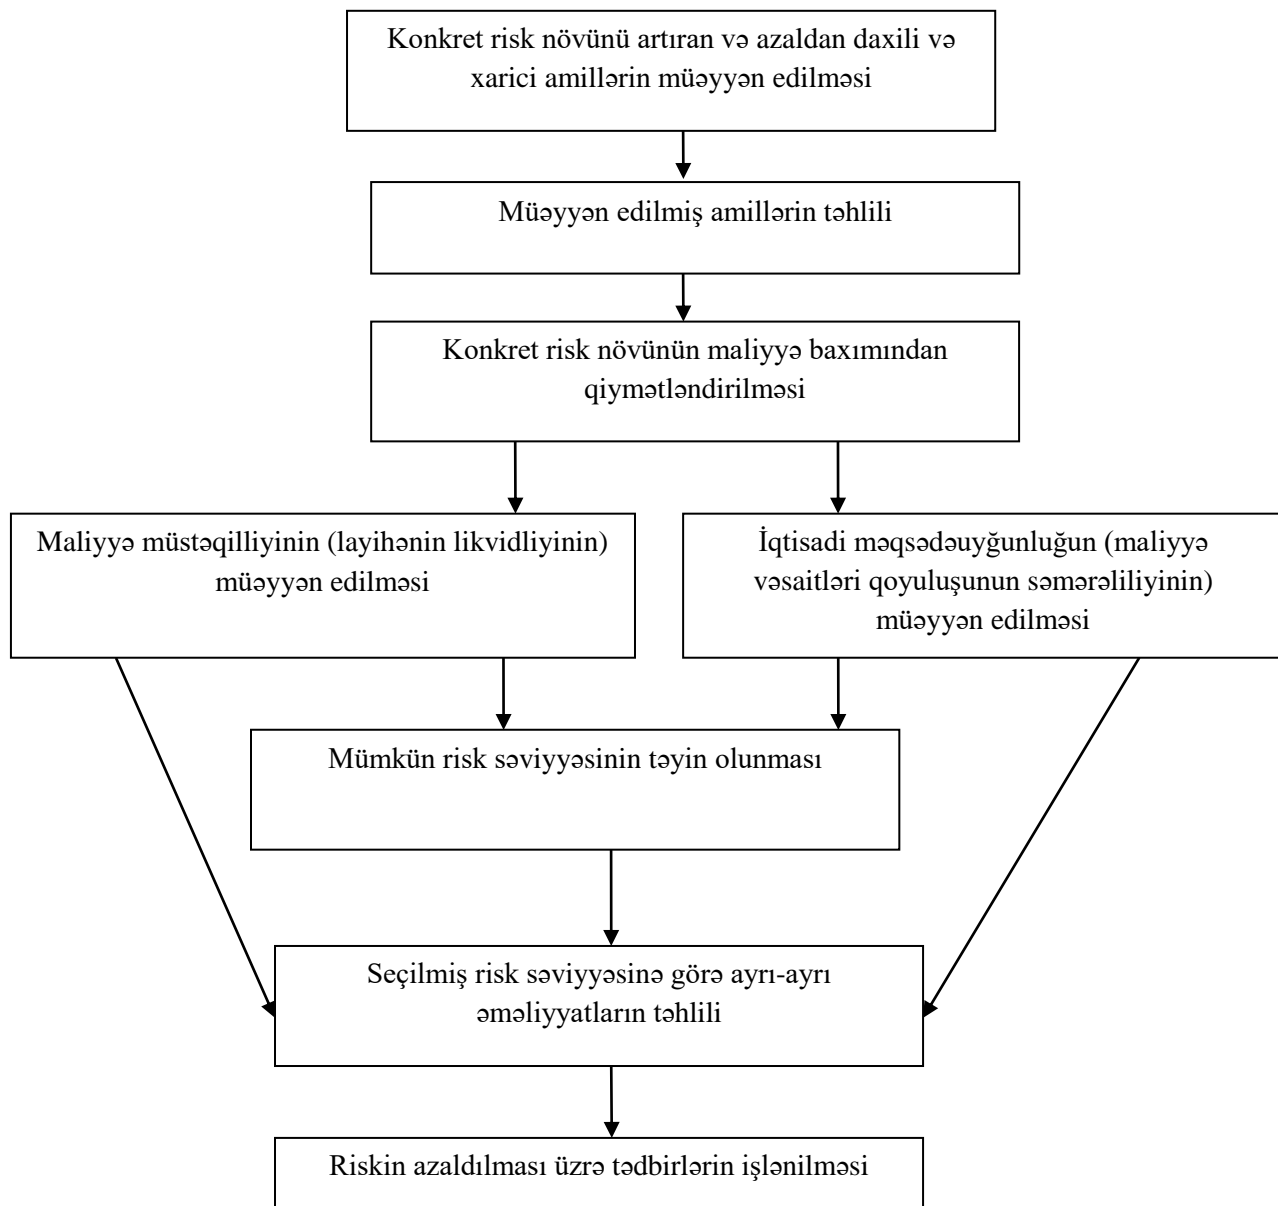 Konkret risk növünü artıran və azaldan daxili və
xarici amillərin müəyyən edilməsi
Müəyyən edilmiş amillərin təhlili
Konkret risk növünün maliyyə baxımından
qiymətləndirilməsi
Maliyyə müstəqilliyinin (layihənin likvidliyinin)
müəyyən edilməsi
İqtisadi məqsədəuyğunluğun (maliyyə
vəsaitləri qoyuluşunun səmərəliliyinin)
müəyyən edilməsi
Mümkün risk səviyyəsinin təyin olunması
Seçilmiş risk səviyyəsinə görə ayrı-ayrı
əməliyyatların təhlili
Riskin azaldılması üzrə tədbirlərin işlənilməsi